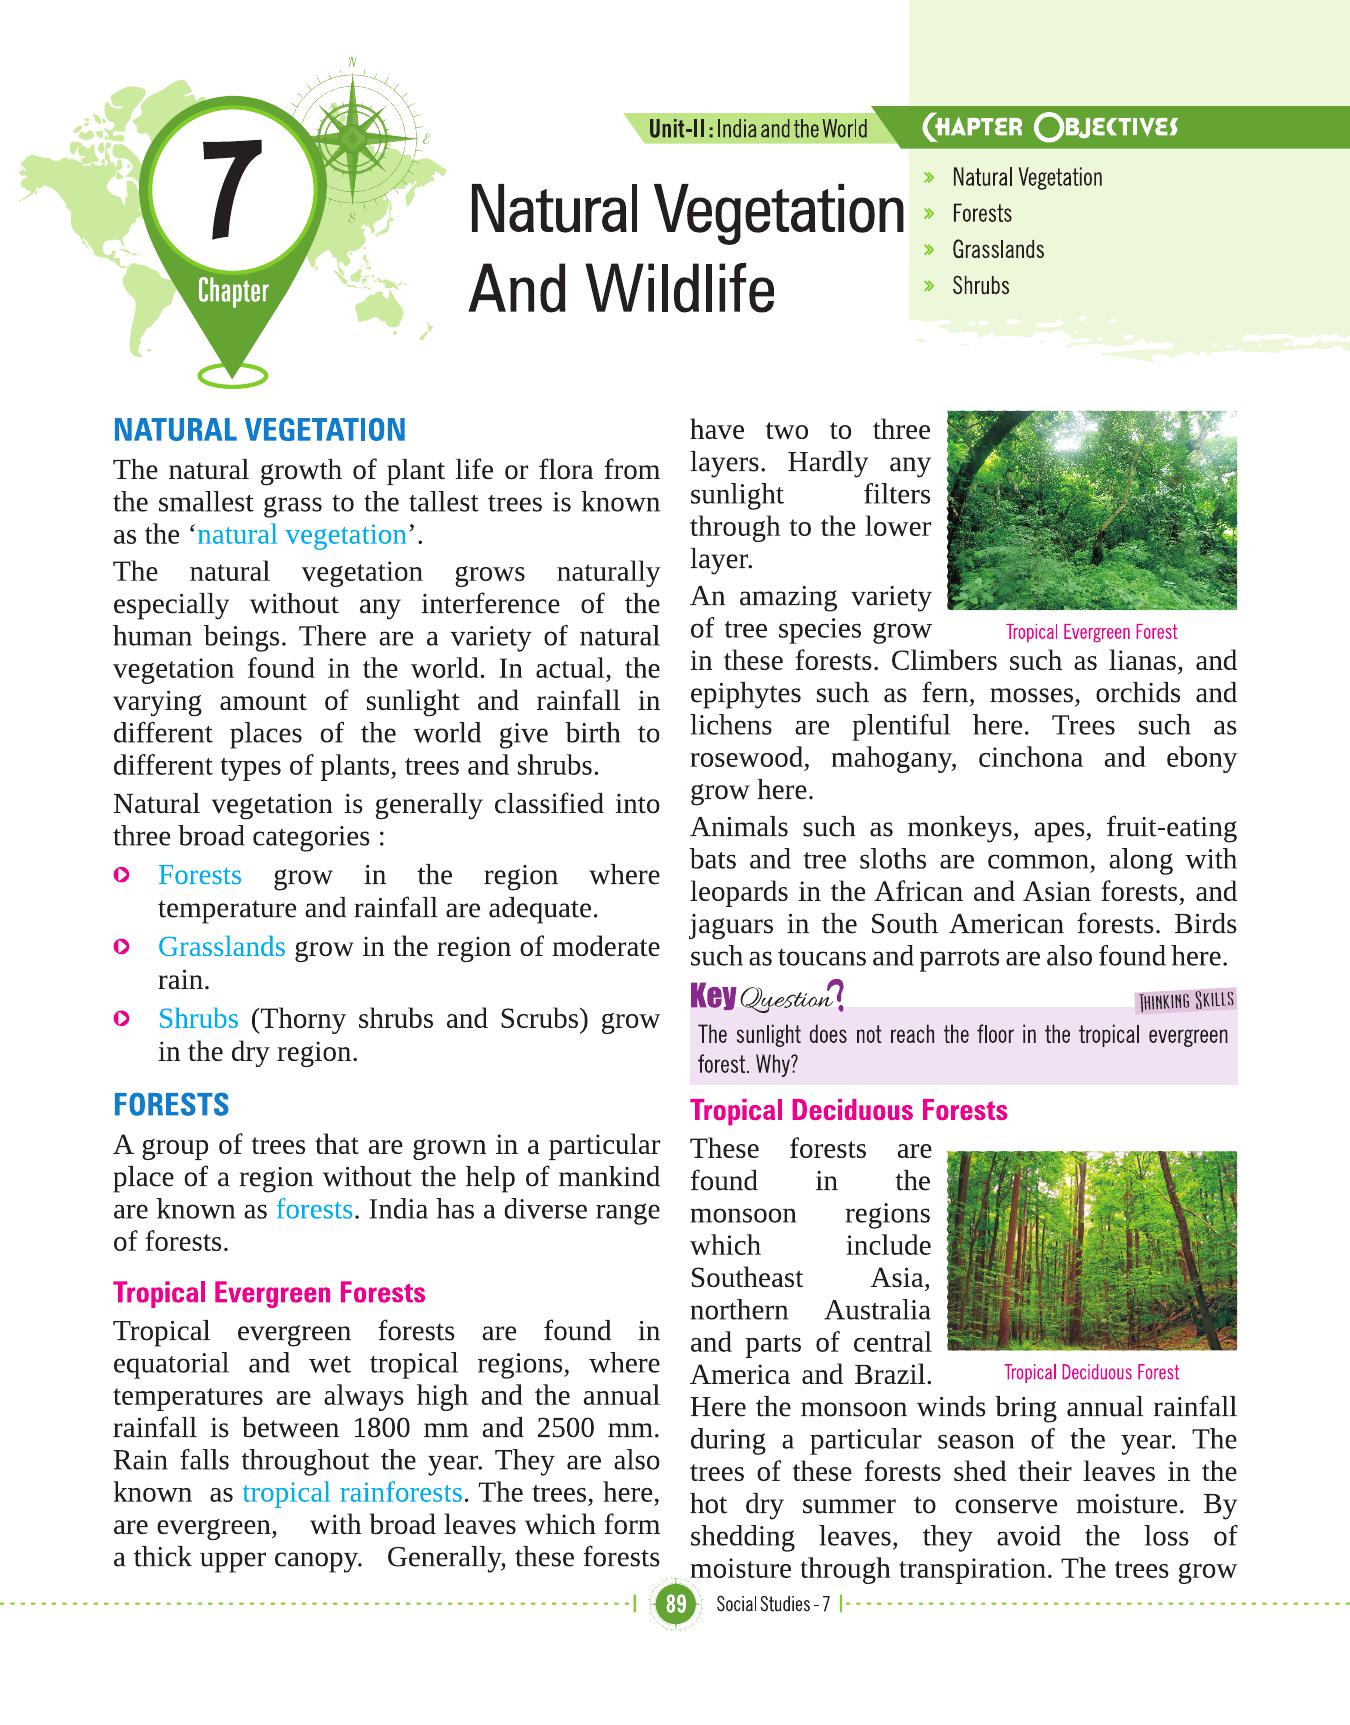 N
E
S
7
Chapter
Unit-II : India and the World
CHAPTER OBJECTIVES
Natural Vegetation
And Wildlife
» Natural Vegetation
» Forests
» Grasslands
» Shrubs
NATURAL VEGETATION
The natural growth of plant life or flora from
the smallest grass to the tallest trees is known
as the ‘natural vegetation’.
The natural vegetation grows naturally
especially without any interference of the
human beings. There are a variety of natural
vegetation found in the world. In actual, the
varying amount of sunlight and rainfall in
different places of the world give birth to
different types of plants, trees and shrubs.
Natural vegetation is generally classified into
three broad categories :
Forests grow in the region where
temperature and rainfall are adequate.
Grasslands grow in the region of moderate
rain.
Shrubs (Thorny shrubs and Scrubs) grow
in the dry region.
FORESTS
A group of trees that are grown in a particular
place of a region without the help of mankind
are known as forests. India has a diverse range
of forests.
Tropical Evergreen Forests
Tropical evergreen forests are found in
equatorial and wet tropical regions, where
temperatures are always high and the annual
rainfall is between 1800 mm and 2500 mm.
Rain falls throughout the year. They are also
known as tropical rainforests. The trees, here,
are evergreen, with broad leaves which form
a thick upper canopy. Generally, these forests
have two to three
layers. Hardly any
sunlight filters
through to the lower
layer.
Tropical Evergreen Forest
An amazing variety
of tree species grow
in these forests. Climbers such as lianas, and
epiphytes such as fern, mosses, orchids and
lichens are plentiful here. Trees such as
rosewood, mahogany, cinchona and ebony
grow here.
Animals such as monkeys, apes, fruit-eating
bats and tree sloths are common, along with
leopards in the African and Asian forests, and
jaguars in the South American forests. Birds
such as toucans and parrots are also found here.
Key Question?
THINKING SKILLS
The sunlight does not reach the floor in the tropical evergreen
forest. Why?
Tropical Deciduous Forests
These forests are
found in the
monsoon regions
which include
Southeast Asia,
northern Australia
and parts of central
America and Brazil.
Tropical Deciduous Forest
Here the monsoon winds bring annual rainfall
during a particular season of the year. The
trees of these forests shed their leaves in the
hot dry summer to conserve moisture. By
shedding leaves, they avoid the loss of
moisture through transpiration. The trees grow
89
Social Studies - 7